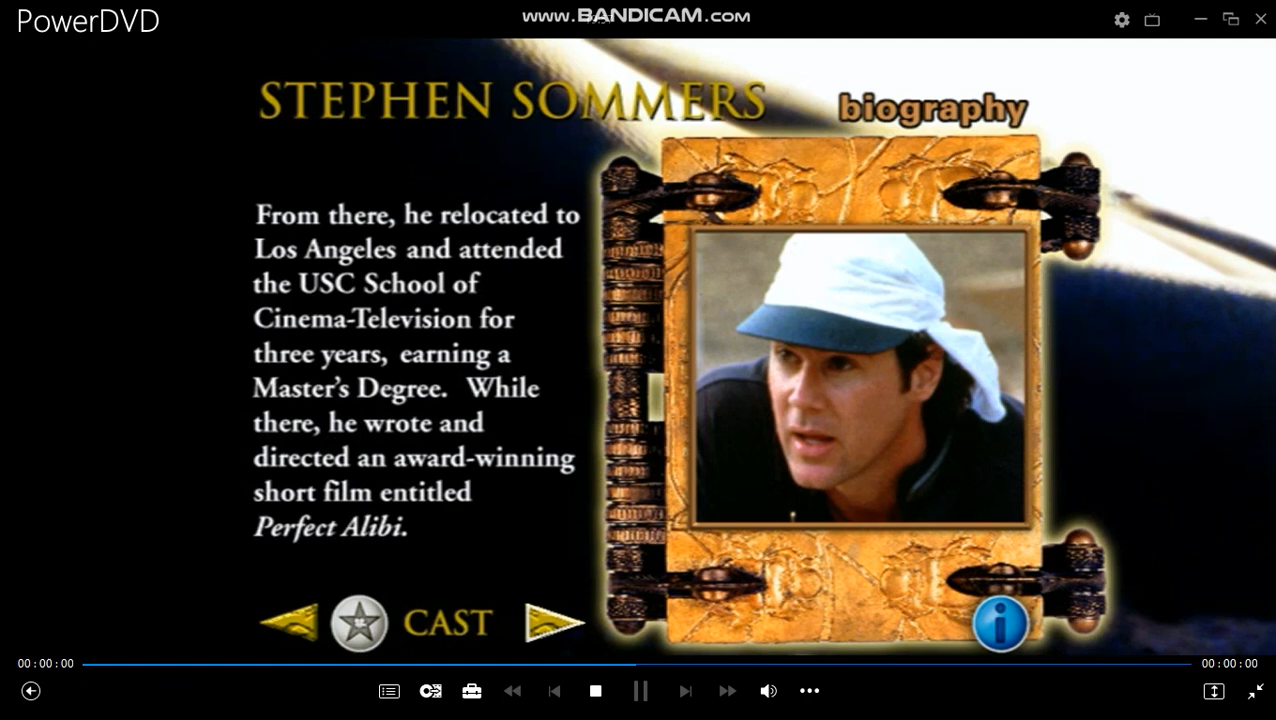 PowerDVD
www.BANDICAM.com
STEPHEN SOMMERS
biography
From there, he relocated to
Los Angeles and attended
the USC School of
Cinema-Television for
three years, earning a
Master's Degree. While
there, he wrote and
directed an award-winning
short film entitled
Perfect Alibi.
CAST
i
00:00:00
00:00:00